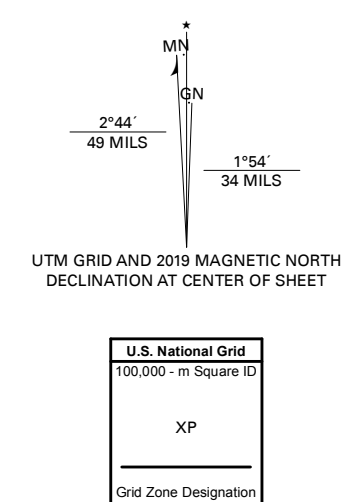 MN
GN
2°44´
49 MILS
1°54´
34 MILS
UTM GRID AND 2019 MAGNETIC NORTH
DECLINATION AT CENTER OF SHEET
U.S. National Grid
100,000 - m Square ID
XP
Grid Zone Designation